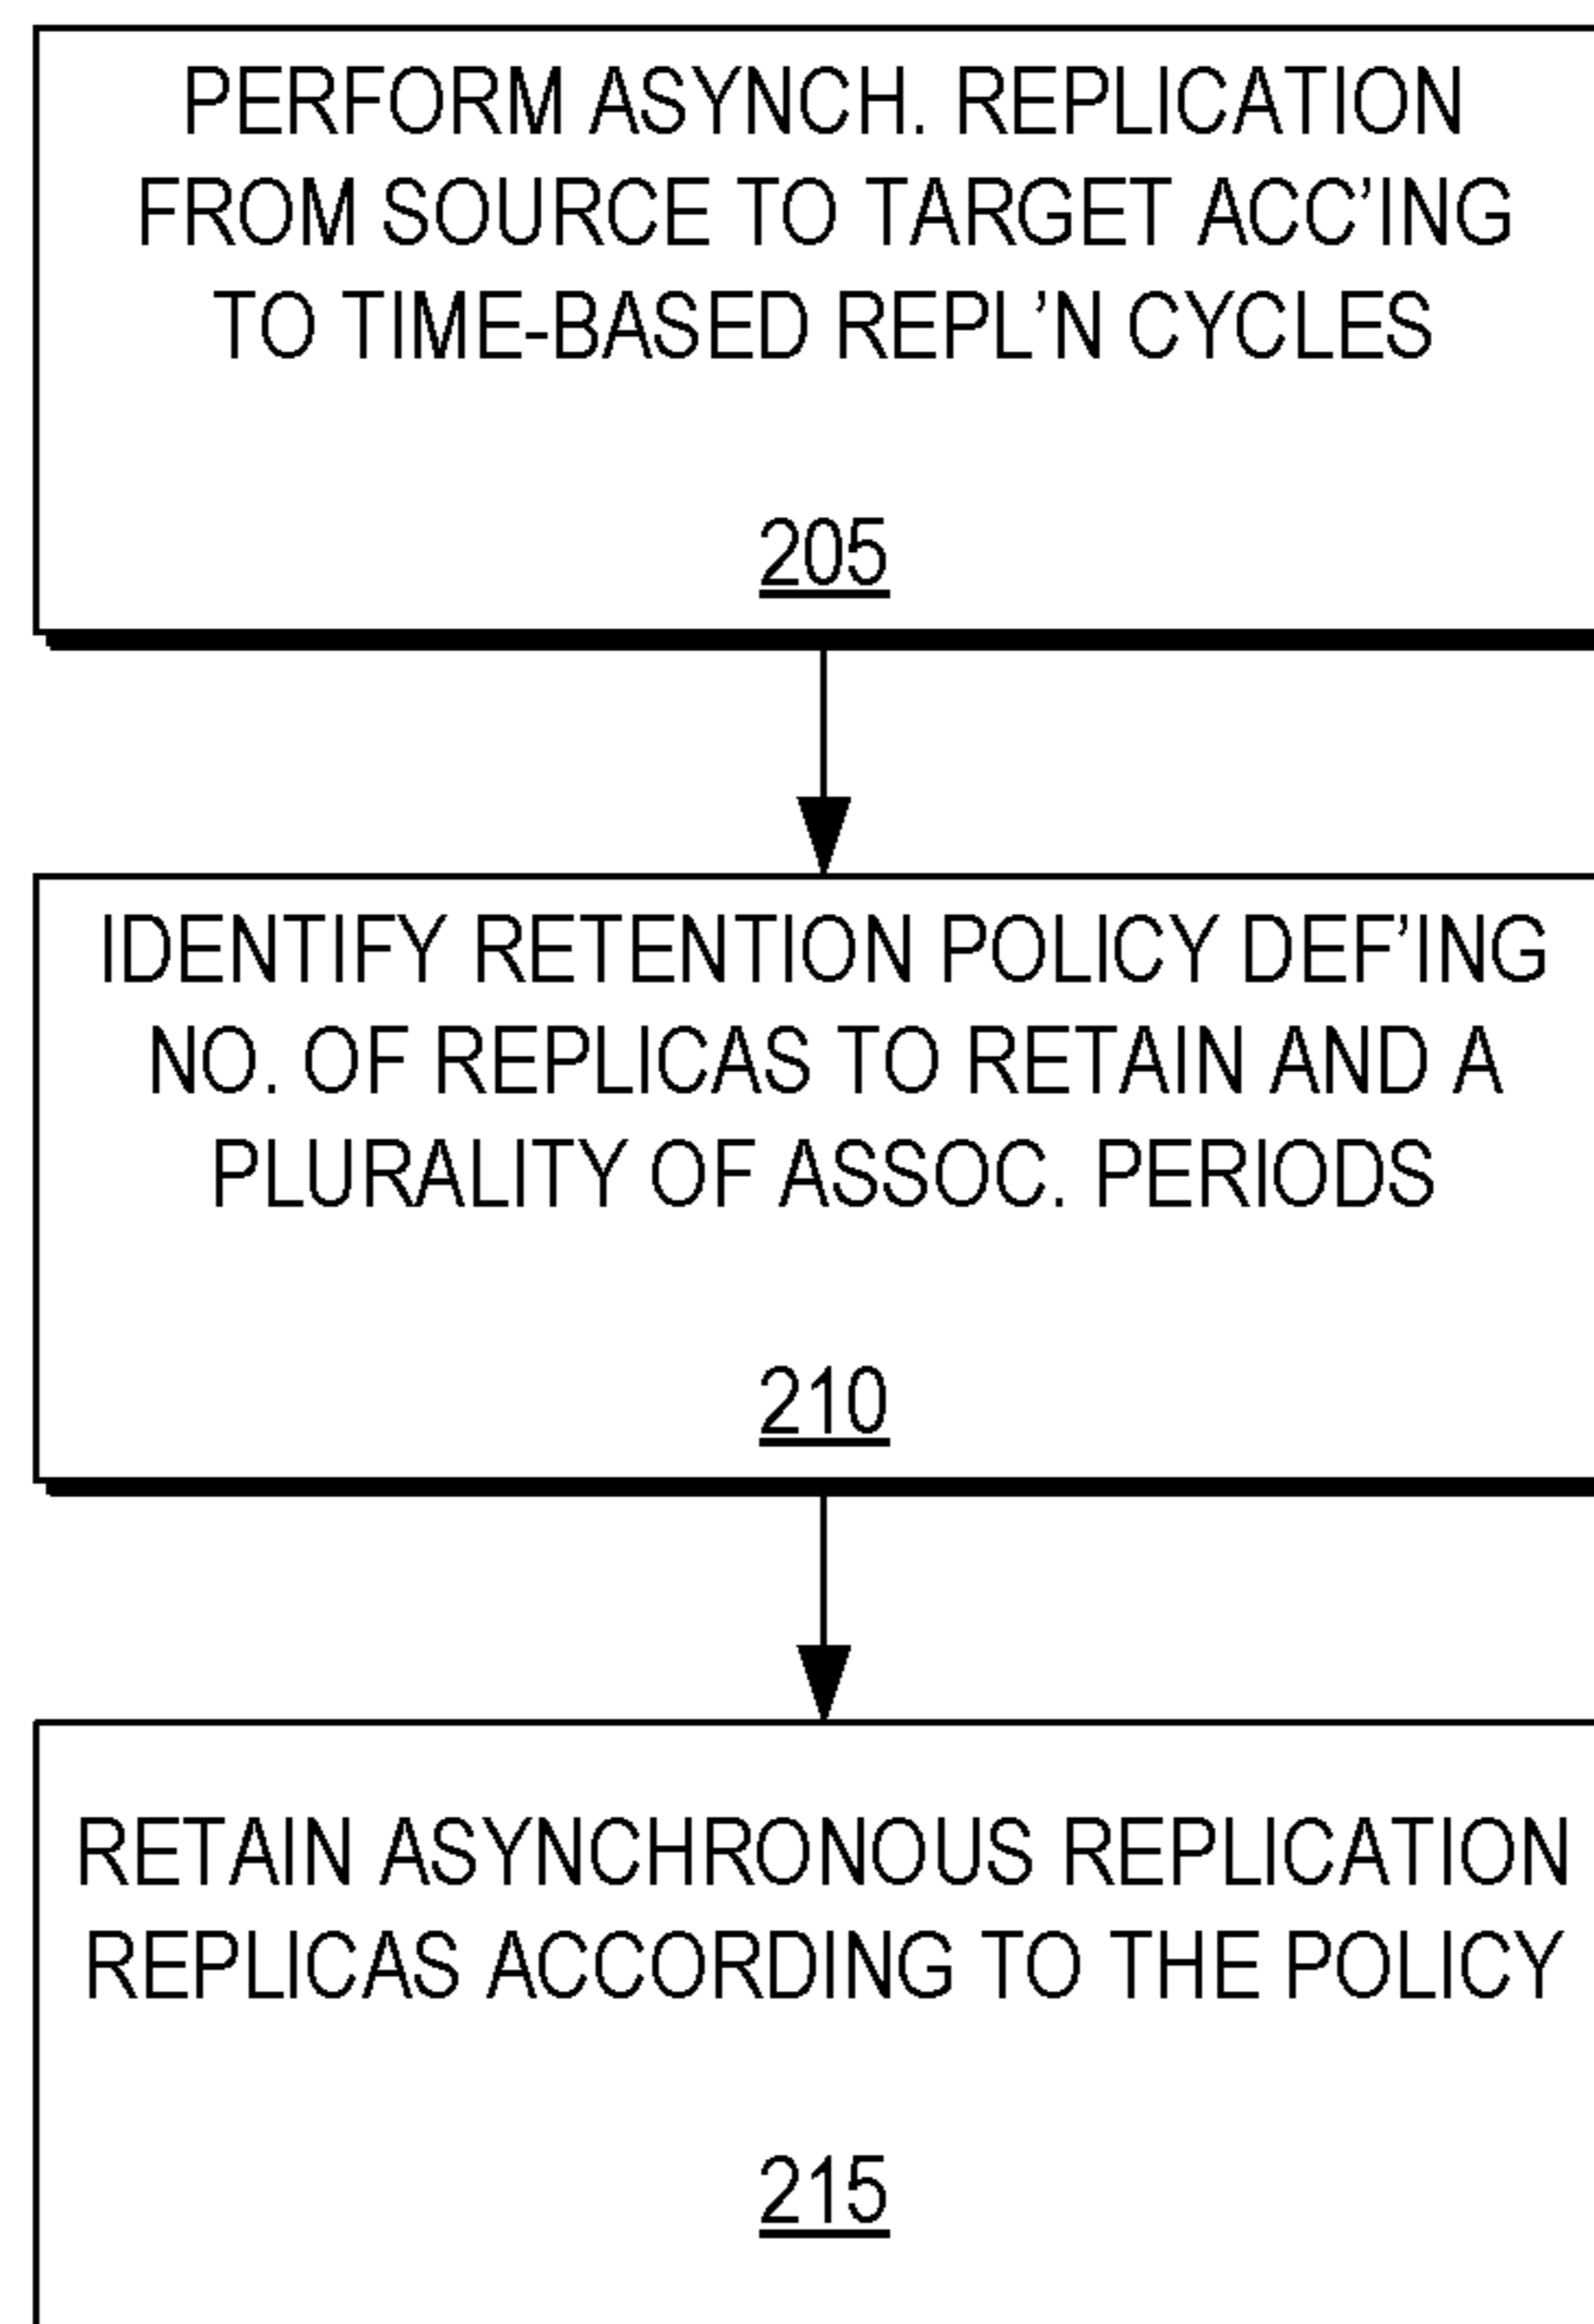 PERFORM ASYNCH. REPLICATION
FROM SOURCE TO TARGET ACC’ING
TO TIME-BASED REPL’N CYCLES
205
IDENTIFY RETENTION POLICY DEF’ING
NO. OF REPLICAS TO RETAIN AND A
PLURALITY OF ASSOC. PERIODS
210
RETAIN ASYNCHRONOUS REPLICATION
REPLICAS ACCORDING TO THE POLICY
215